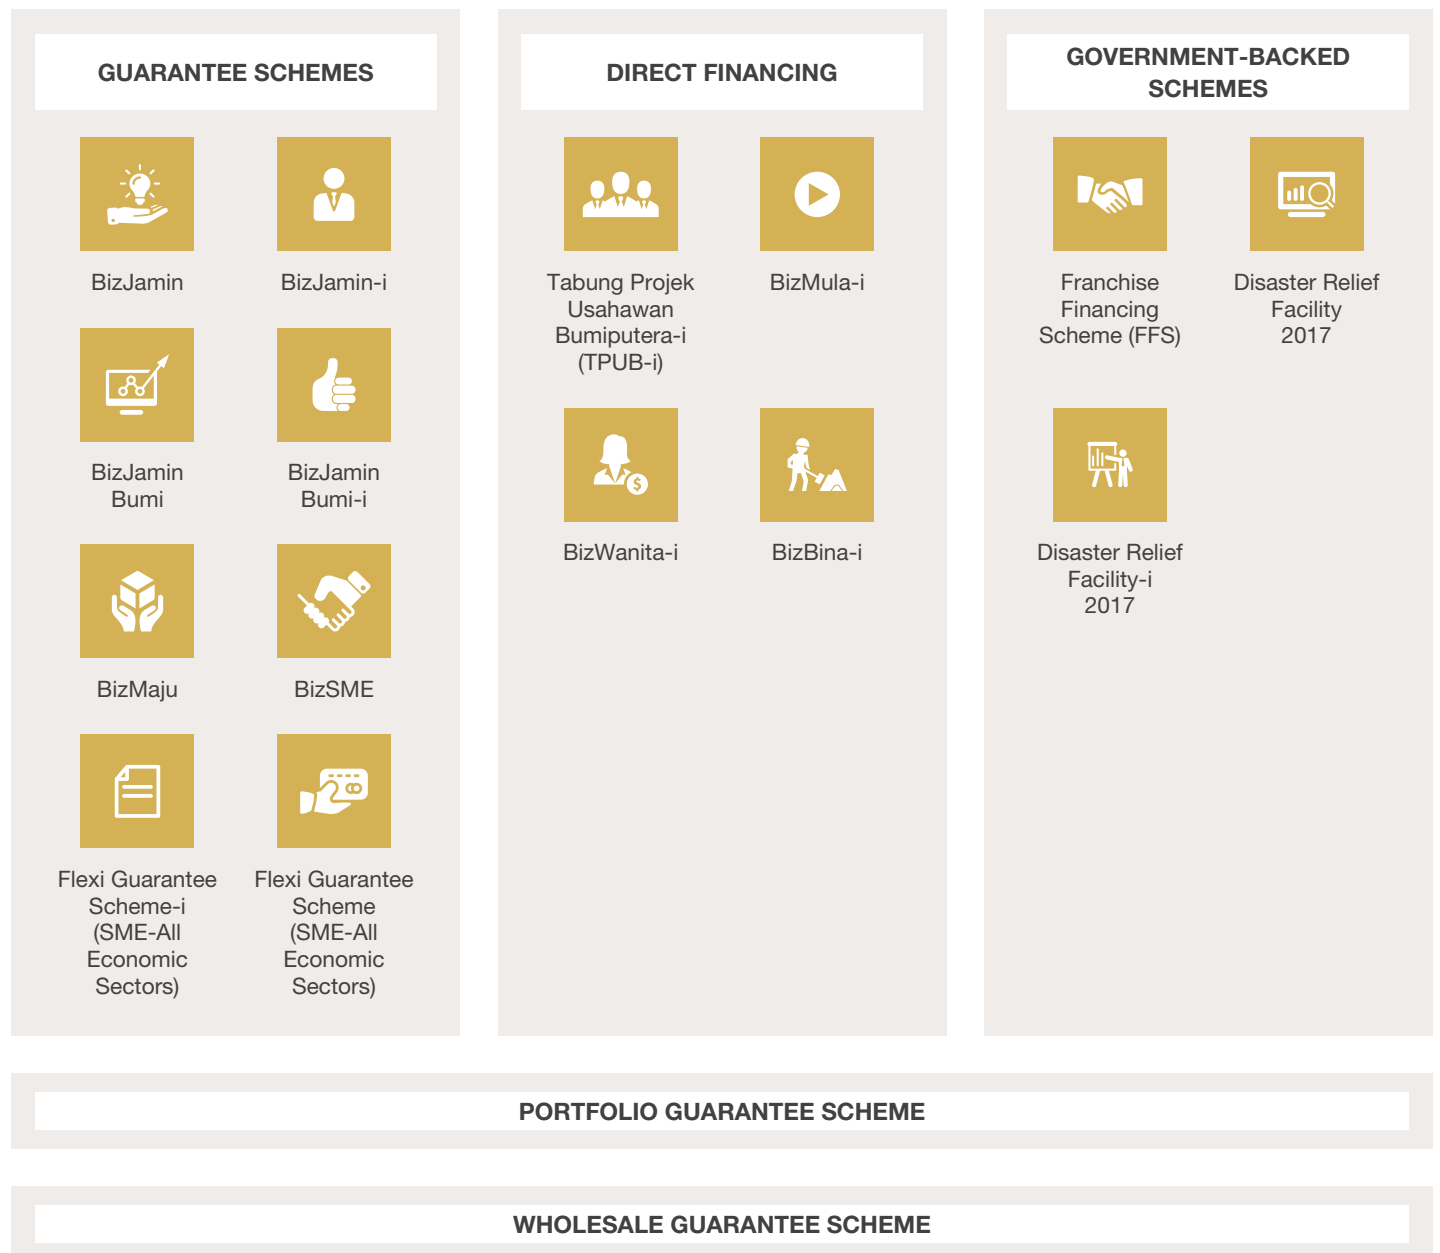 GUARANTEE SCHEMES
BizJamin
BizJamin-i
BizJamin
Bumi
BizJamin
Bumi-i
BizMaju
BizSME
Flexi Guarantee
Scheme-i
(SME-All
Economic
Sectors)
Flexi Guarantee
Scheme
(SME-All
Economic
Sectors)
DIRECT FINANCING
Tabung Projek
Usahawan
Bumiputera-i
(TPUB-i)
BizMula-i
BizWanita-i
BizBina-i
GOVERNMENT-BACKED
SCHEMES
Franchise
Financing
Scheme (FFS)
Disaster Relief
Facility
2017
Disaster Relief
Facility-i
2017
PORTFOLIO GUARANTEE SCHEME
WHOLESALE GUARANTEE SCHEME